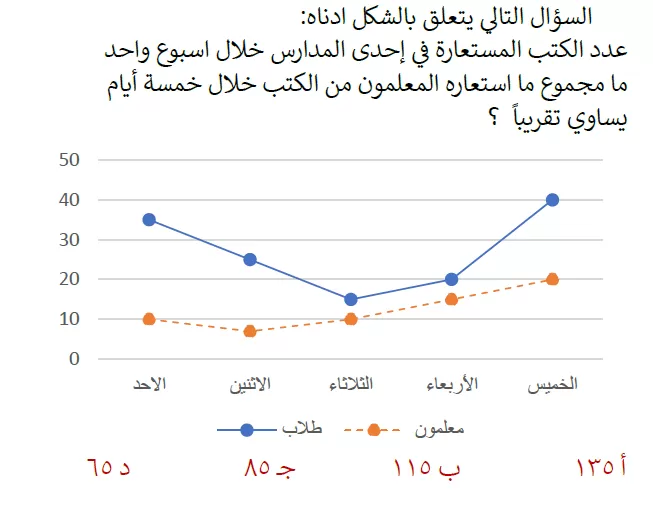 السؤال التالي يتعلق بالشكل ادناه:
عدد الكتب المستعارة في إحدى المدارس خلال اسبوع واحد
ما مجموع ما استعاره المعلمون من الكتب خلال خمسة أيام
يساوي تقريباً ؟
50
40
30
20
10
0
الاحد الاثنين الثلاثاء الأربعاء الخميس
طلاب معلمون
أ ١٣٥ ب ١١٥ جـ ٨٥ د ٦٥